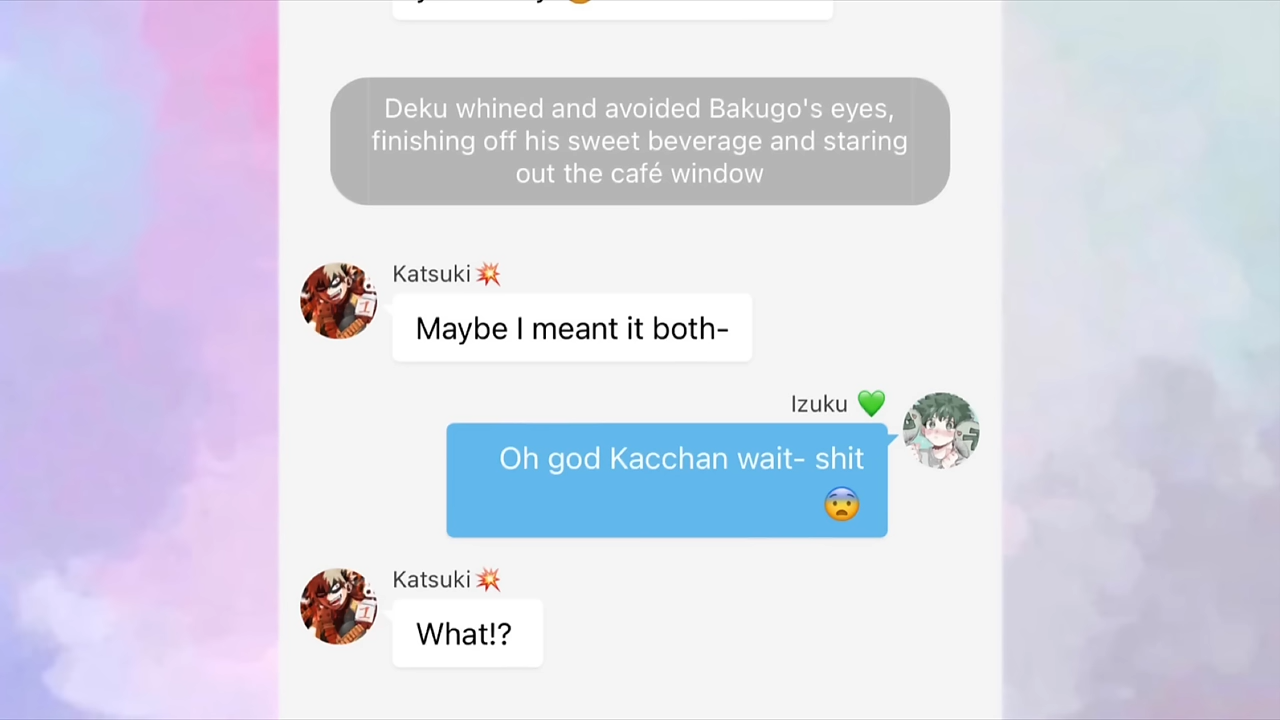 Deku whined and avoided Bakugo's eyes,
finishing off his sweet beverage and staring
out the café window
Katsuki💥
Maybe I meant it both-
Izuku 💚
Oh god Kacchan wait- shit
😨
Katsuki💥
What!?